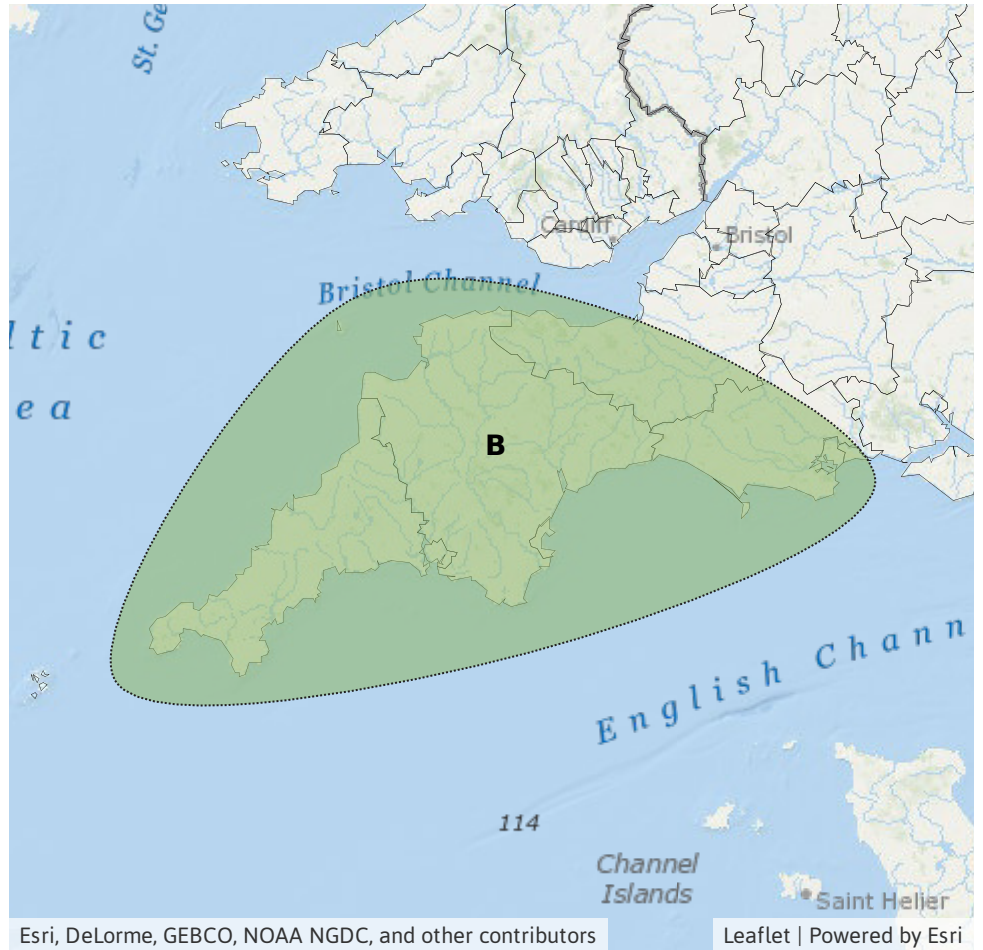 St. Ge
Cardiff
Bristol
Bristol Channel
ltic
ea
B
English Chann
114
Channel
Islands
Saint Helier
Esri, DeLorme, GEBCO, NOAA NGDC, and other contributors
Leaflet | Powered by Esri